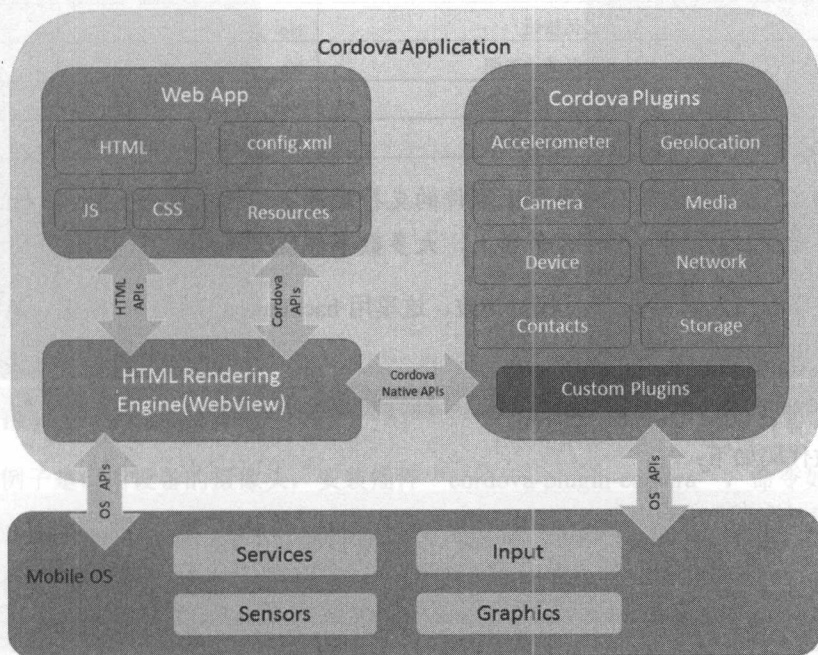 Cordova Application
Web App
HTML
config.xml
JS
CSS
Resources
HTML APIs
Cordova APIs
HTML Rendering
Engine(WebView)
Cordova
Native APIs
Cordova Plugins
Accelerometer
Geolocation
Camera
Media
Device
Network
Contacts
Storage
Custom Plugins
OS APIs
OS APIs
Mobile OS
Services
Input
Sensors
Graphics